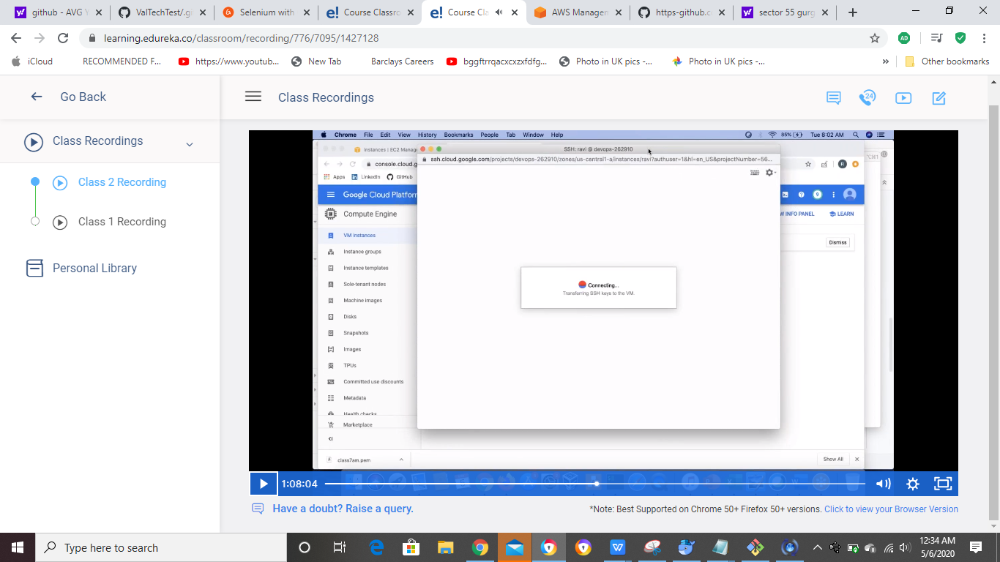 github - AVG Y
ValTechTest/.gi
Selenium with
Course Classro
Course Cla
AWS Managem
https-github.co
sector 55 gurg
learning.edureka.co/classroom/recording/776/7095/1427128
iCloud
RECOMMENDED F...
https://www.youtub...
New Tab
Barclays Careers
bggftrrqacxcxzxfdfg...
Photo in UK pics -...
Photo in UK pics -...
»
Other bookmarks
Go Back
Class Recordings
Class Recordings
Class 2 Recording
Class 1 Recording
Personal Library
24
Chrome File Edit View History Bookmarks People Tab Window Help
85% Tue 8:02 AM
Instances | EC2 Manag
SSH: ravi @ devops-262910
console.cloud.g
ssh.cloud.google.com/projects/devops-262910/zones/us-central1-a/instances/ravi?authuser=1&hl=en_US&projectNumber=56...
Apps LinkedIn GitHub
Google Cloud Platforn
9
Compute Engine
W INFO PANEL
LEARN
VM instances
Instance groups
Instance templates
Sole-tenant nodes
Machine images
Disks
Snapshots
Images
TPUs
Committed use discounts
Metadata
Health checks
Marketplace
Dismiss
Connecting...
Transferring SSH keys to the VM.
class7am.pem
Show All
1:08:04
Have a doubt? Raise a query.
*Note: Best Supported on Chrome 50+ Firefox 50+ versions. Click to view your Browser Version
Type here to search
12:34 AM
5/6/2020